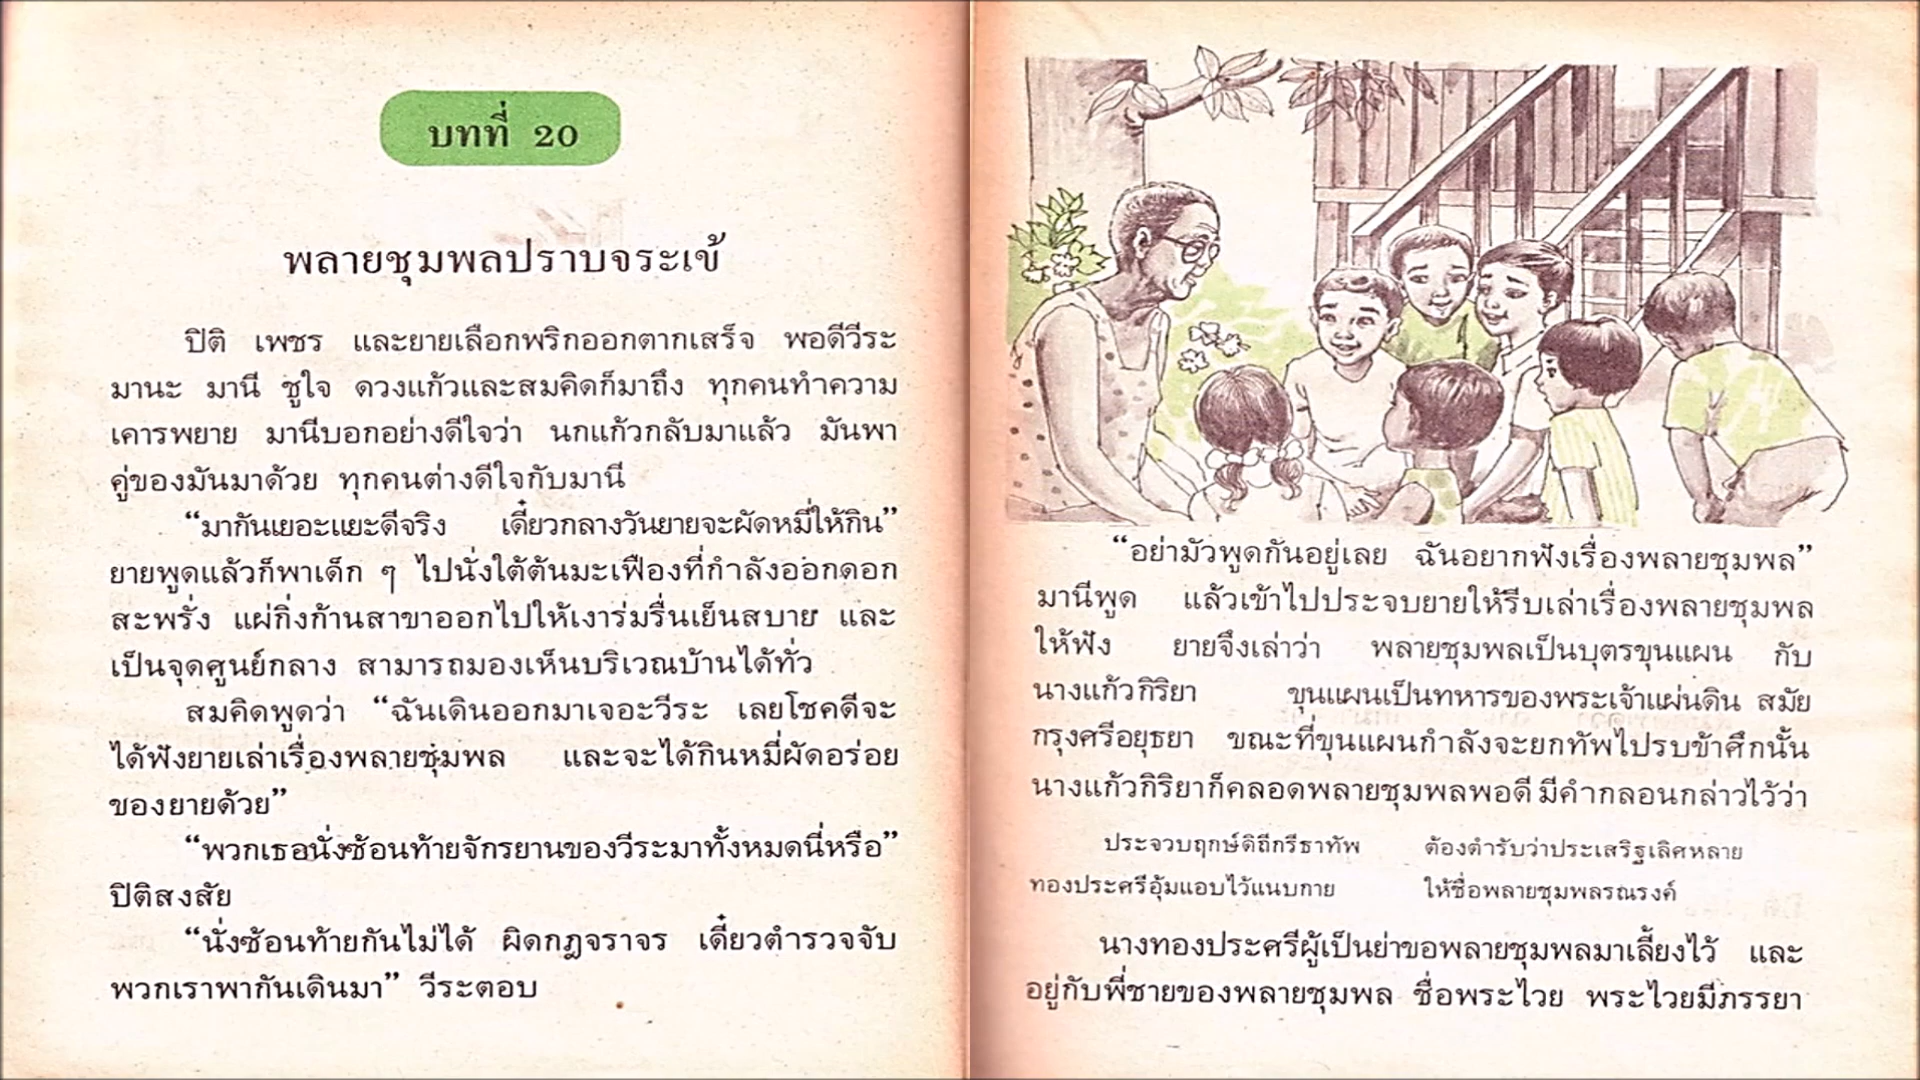 บทที่ 20
พลายชุมพลปราบจระเข้
ปิติ เพชร และยายเลือกพริกออกตากเสร็จ พอดีวีระ
มานะ มานี ชูใจ ดวงแก้วและสมคิดก็มาถึง ทุกคนทำความ
เคารพยาย มานีบอกอย่างดีใจว่า นกแก้วกลับมาแล้ว มันพา
คู่ของมันมาด้วย ทุกคนต่างดีใจกับมานี
“มากันเยอะแยะดีจริง เดี๋ยวกลางวันยายจะผัดหมี่ให้กิน”
ยายพูดแล้วก็พาเด็ก ๆ ไปนั่งใต้ต้นมะเฟืองที่กำลังออกดอก
สะพรั่ง แผ่กิ่งก้านสาขาออกไปให้เงาร่มรื่นเย็นสบาย และ
เป็นจุดศูนย์กลาง สามารถมองเห็นบริเวณบ้านได้ทั่ว
สมคิดพูดว่า “ฉันเดินออกมาเจอะวีระ เลยโชคดีจะ
ได้ฟังยายเล่าเรื่องพลายชุมพล และจะได้กินหมี่ผัดอร่อย
ของยายด้วย”
“พวกเธอนั่งซ้อนท้ายจักรยานของวีระมาทั้งหมดนี่หรือ”
ปิติสงสัย
“นั่งซ้อนท้ายกันไม่ได้ ผิดกฎจราจร เดี๋ยวตำรวจจับ
พวกเราพากันเดินมา” วีระตอบ
“อย่ามัวพูดกันอยู่เลย ฉันอยากฟังเรื่องพลายชุมพล”
มานีพูด แล้วเข้าไปประจบยายให้รีบเล่าเรื่องพลายชุมพล
ให้ฟัง ยายจึงเล่าว่า พลายชุมพลเป็นบุตรขุนแผน กับ
นางแก้วกิริยา ขุนแผนเป็นทหารของพระเจ้าแผ่นดิน สมัย
กรุงศรีอยุธยา ขณะที่ขุนแผนกำลังจะยกทัพไปรบข้าศึกนั้น
นางแก้วกิริยาก็คลอดพลายชุมพลพอดี มีคำกลอนกล่าวไว้ว่า
ประจวบฤกษ์ดิถีกรีธาทัพ ต้องตำรับว่าประเสริฐเลิศหลาย
ทองประศรีอุ้มแอบไว้แนบกาย ให้ชื่อพลายชุมพลรณรงค์
นางทองประศรีผู้เป็นย่าขอพลายชุมพลมาเลี้ยงไว้ และ
อยู่กับพี่ชายของพลายชุมพล ชื่อพระไวย พระไวยมีภรรยา